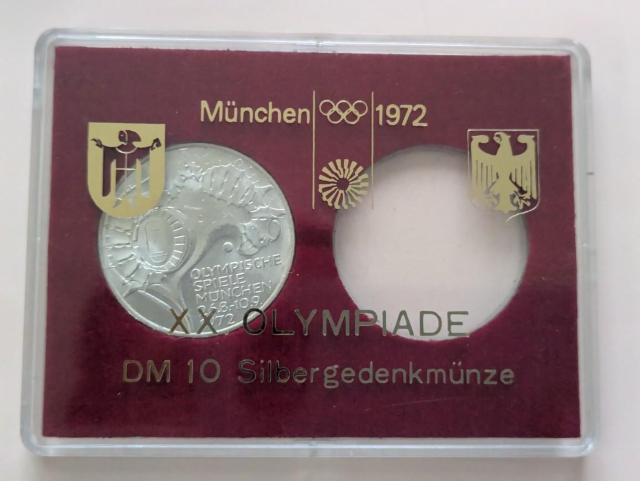 München 1972
OLYMPISCHE
SPIELE
MÜNCHEN
26.8-10.9
1972
XX OLYMPIADE
DM 10 Silbergedenkmünze